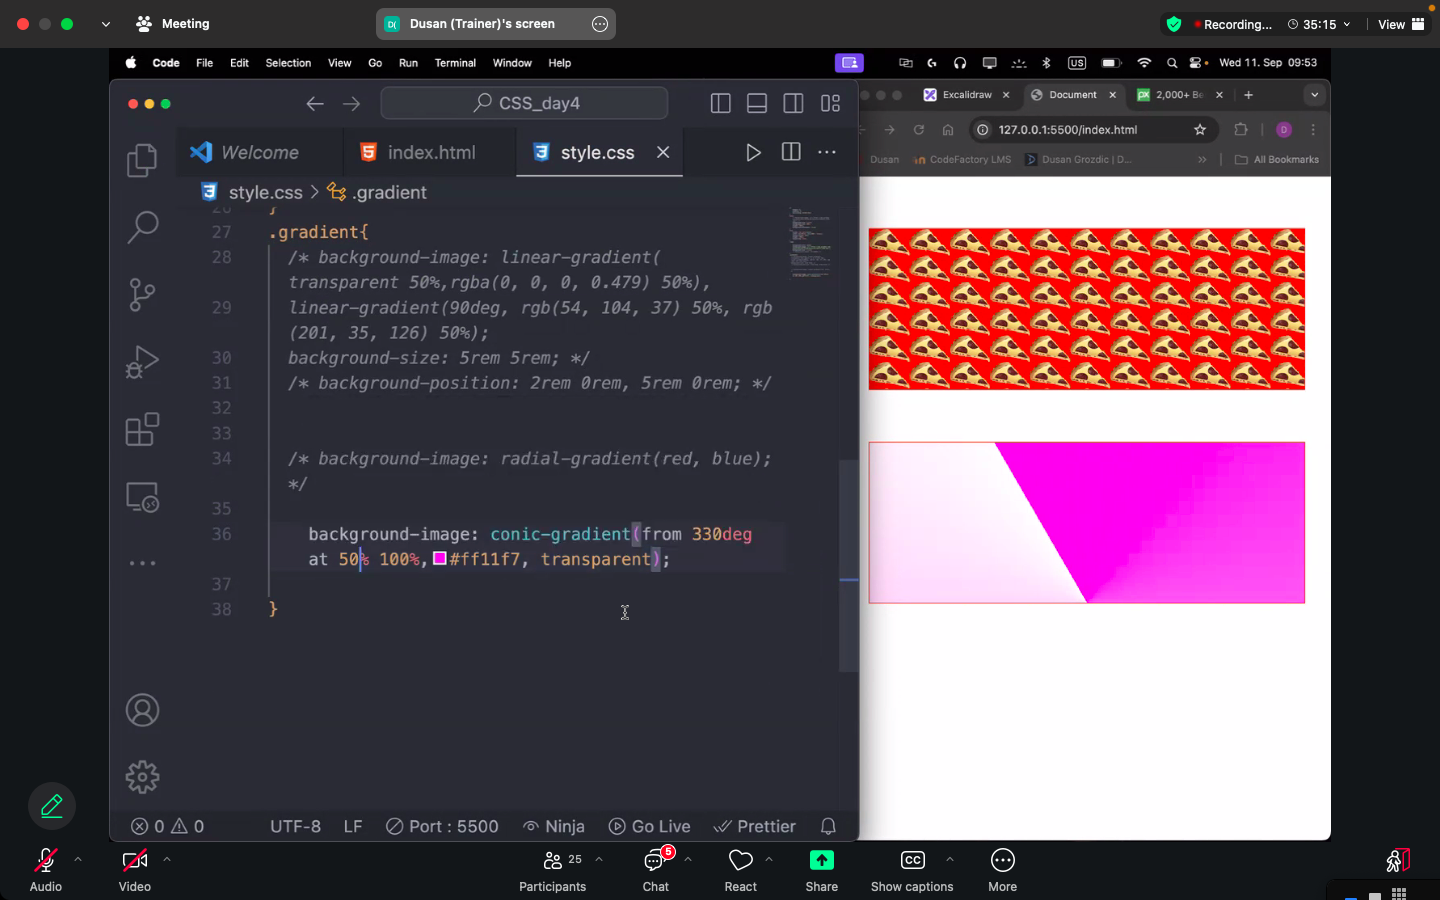 Meeting
D( Dusan (Trainer)'s screen
Recording... 35:15 View
Code File Edit Selection View Go Run Terminal Window Help
US Wed 11. Sep 09:53
CSS_day4
Excalidraw Document 2,000+ Be
Welcome index.html style.css
127.0.0.1:5500/index.html D
Dusan CodeFactory LMS Dusan Grozdic | D... All Bookmarks
style.css > .gradient
26 }
27 .gradient{
28 /* background-image: linear-gradient(
transparent 50%,rgba(0, 0, 0, 0.479) 50%),
29 linear-gradient(90deg, rgb(54, 104, 37) 50%, rgb
(201, 35, 126) 50%);
30 background-size: 5rem 5rem; */
31 /* background-position: 2rem 0rem, 5rem 0rem; */
32
33
34 /* background-image: radial-gradient(red, blue);
*/
35
36 background-image: conic-gradient(from 330deg
at 50% 100%, #ff11f7, transparent);
37
38 }
0 0 UTF-8 LF Port : 5500 Ninja Go Live Prettier
25 5 CC
Audio Video Participants Chat React Share Show captions More